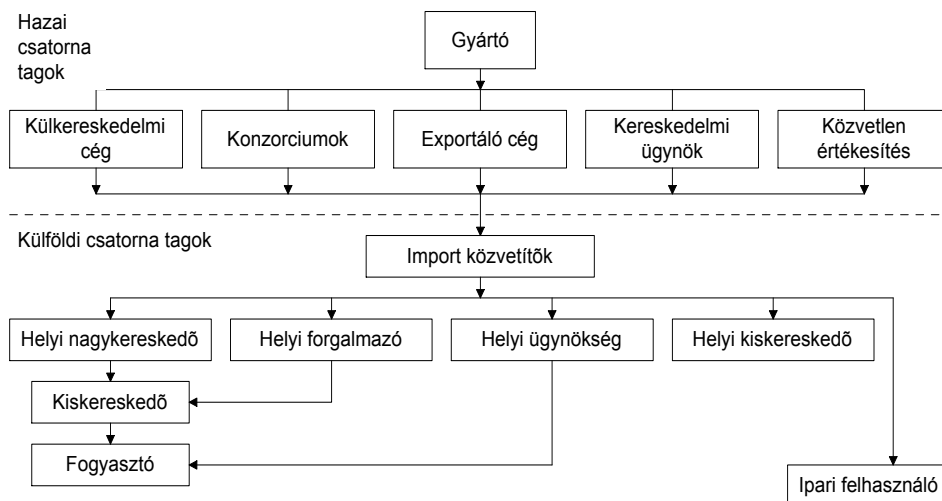 Hazai
csatorna
tagok
Gyártó
Külkereskedelmi
cég
Konzorciumok
Exportáló cég
Kereskedelmi
ügynök
Közvetlen
értékesítés
Külföldi csatorna tagok
Import közvetítõk
Helyi nagykereskedõ
Helyi forgalmazó
Helyi ügynökség
Helyi kiskereskedõ
Kiskereskedõ
Fogyasztó
Ipari felhasználó